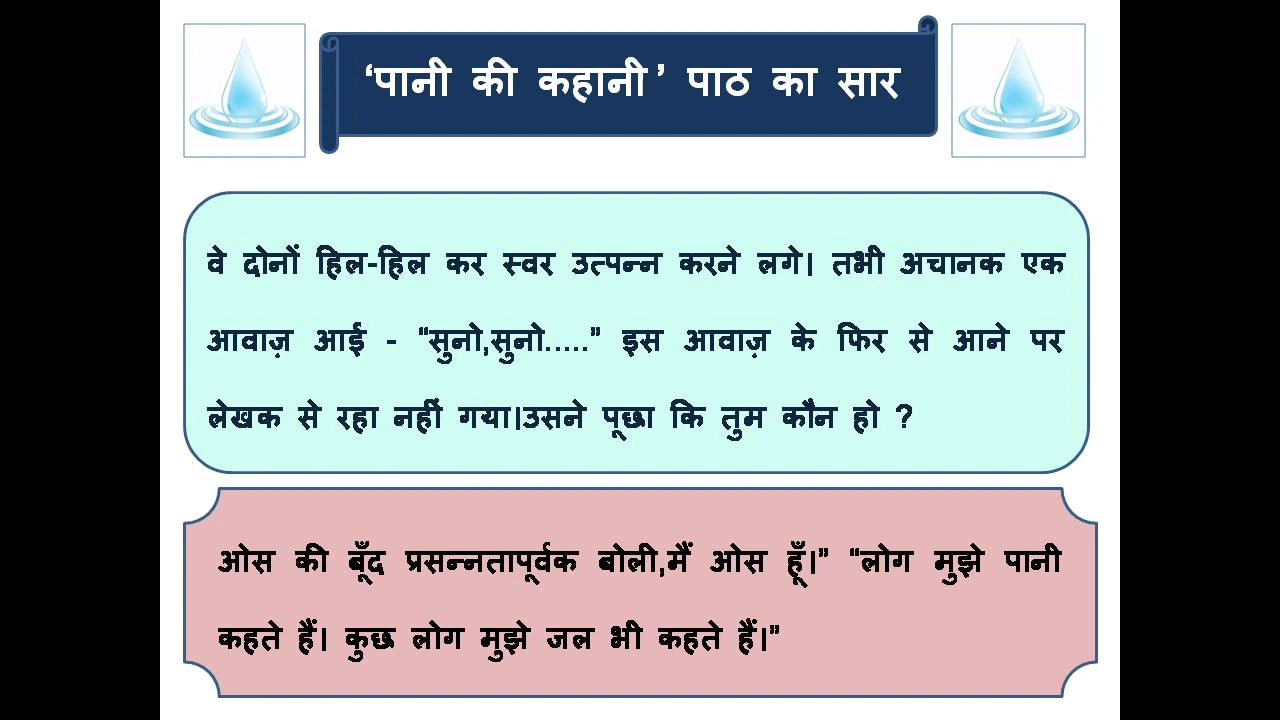 ‘पानी की कहानी ’ पाठ का सार
वे दोनों हिल-हिल कर स्वर उत्पन्न करने लगे। तभी अचानक एक
आवाज़ आई - “सुनो,सुनो.....” इस आवाज़ के फिर से आने पर
लेखक से रहा नहीं गया।उसने पूछा कि तुम कौन हो ?
ओस की बूँद प्रसन्नतापूर्वक बोली,मैं ओस हूँ।” “लोग मुझे पानी
कहते हैं। कुछ लोग मुझे जल भी कहते हैं।”